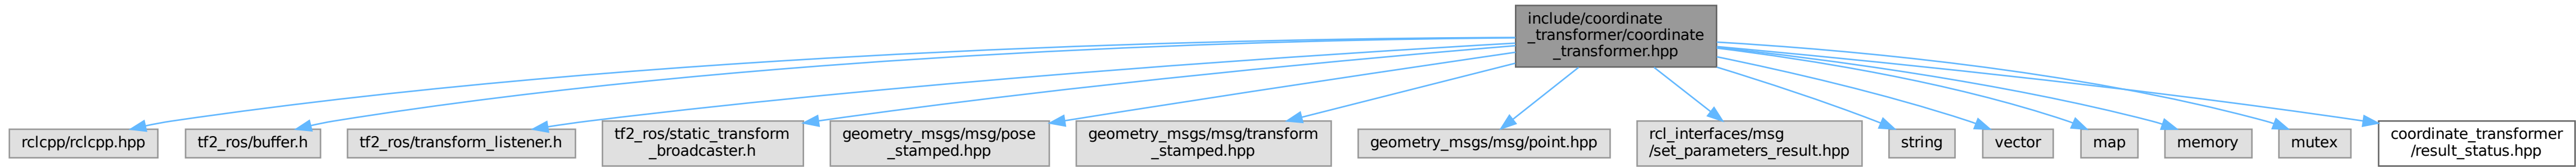 include/coordinate
_transformer/coordinate
_transformer.hpp
rclcpp/rclcpp.hpp
tf2_ros/buffer.h
tf2_ros/transform_listener.h
tf2_ros/static_transform
_broadcaster.h
geometry_msgs/msg/pose
_stamped.hpp
geometry_msgs/msg/transform
_stamped.hpp
geometry_msgs/msg/point.hpp
rcl_interfaces/msg
/set_parameters_result.hpp
string
vector
map
memory
mutex
coordinate_transformer
/result_status.hpp